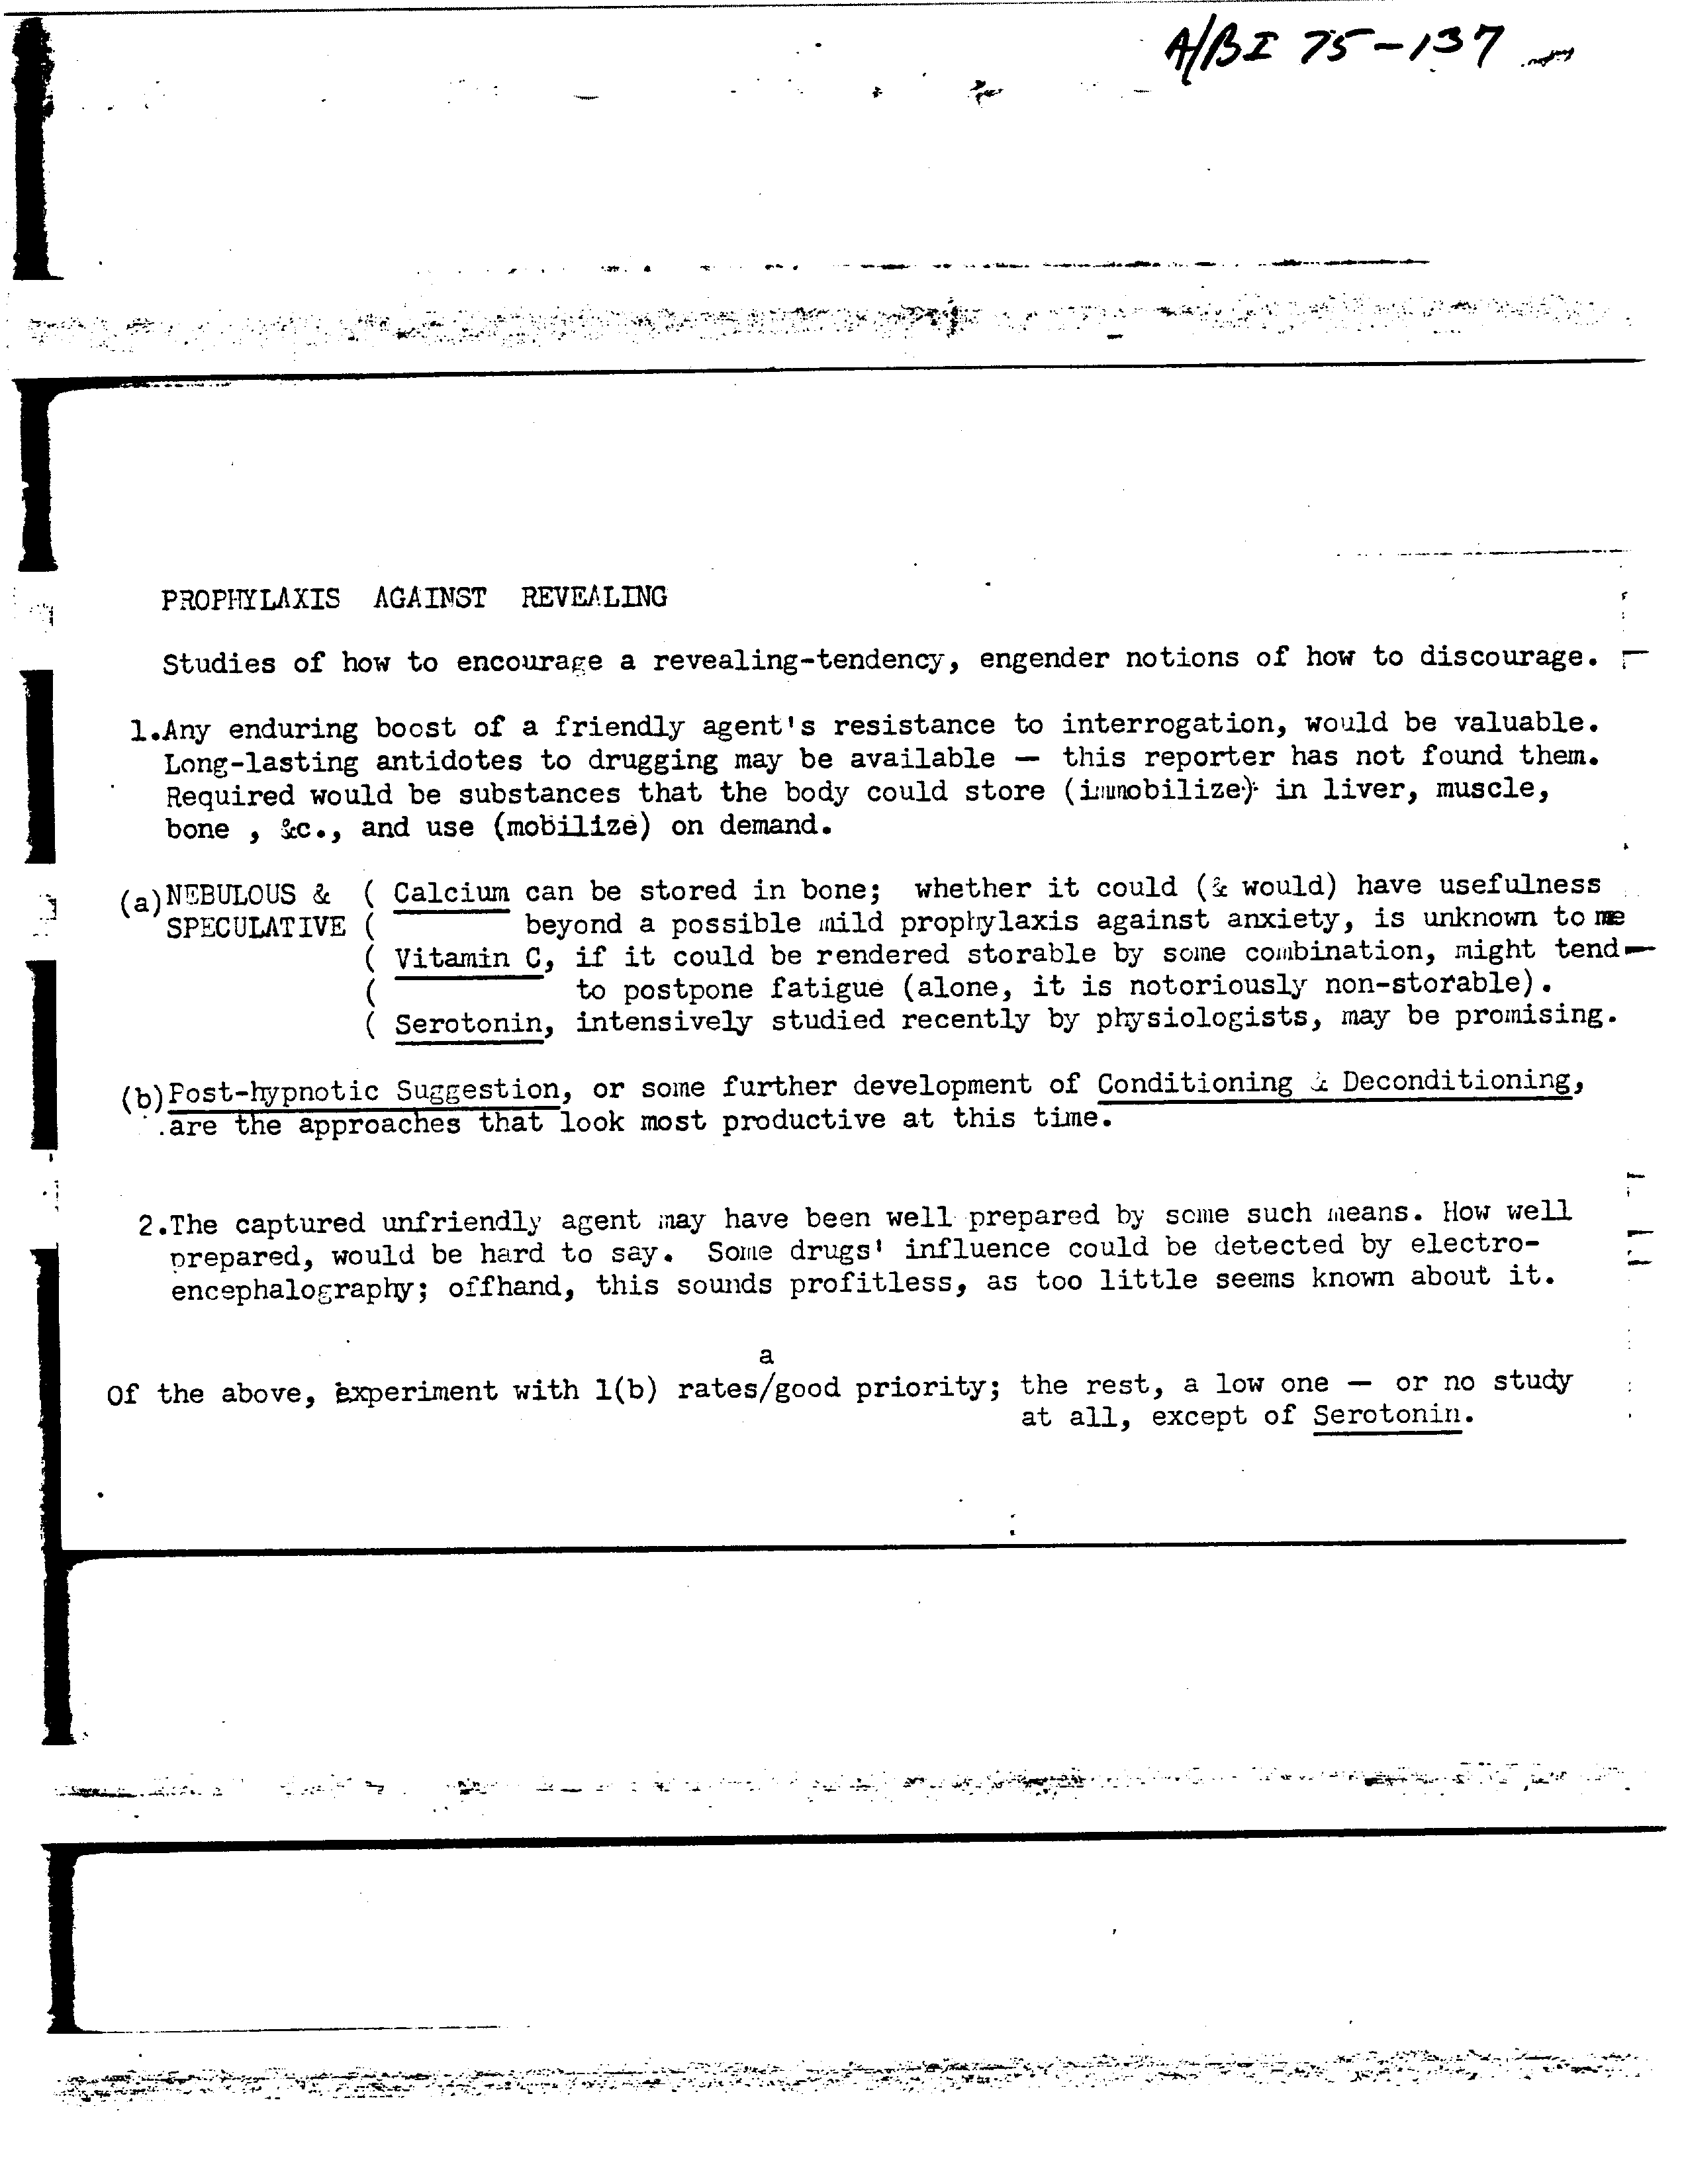 A/BI 75-137
PROPHYLAXIS AGAINST REVEALING
Studies of how to encourage a revealing-tendency, engender notions of how to discourage.
1.Any enduring boost of a friendly agent's resistance to interrogation, would be valuable.
Long-lasting antidotes to drugging may be available — this reporter has not found them.
Required would be substances that the body could store (immobilize) in liver, muscle,
bone , &c., and use (mobilize) on demand.
(a) NEBULOUS & ( Calcium can be stored in bone; whether it could (& would) have usefulness
SPECULATIVE ( beyond a possible mild prophylaxis against anxiety, is unknown to me
( Vitamin C, if it could be rendered storable by some combination, might tend
( to postpone fatigue (alone, it is notoriously non-storable).
( Serotonin, intensively studied recently by physiologists, may be promising.
(b) Post-hypnotic Suggestion, or some further development of Conditioning & Deconditioning,
are the approaches that look most productive at this time.
2.The captured unfriendly agent may have been well prepared by some such means. How well
prepared, would be hard to say. Some drugs' influence could be detected by electro-
encephalography; offhand, this sounds profitless, as too little seems known about it.
a
Of the above, experiment with 1(b) rates/good priority; the rest, a low one — or no study
at all, except of Serotonin.